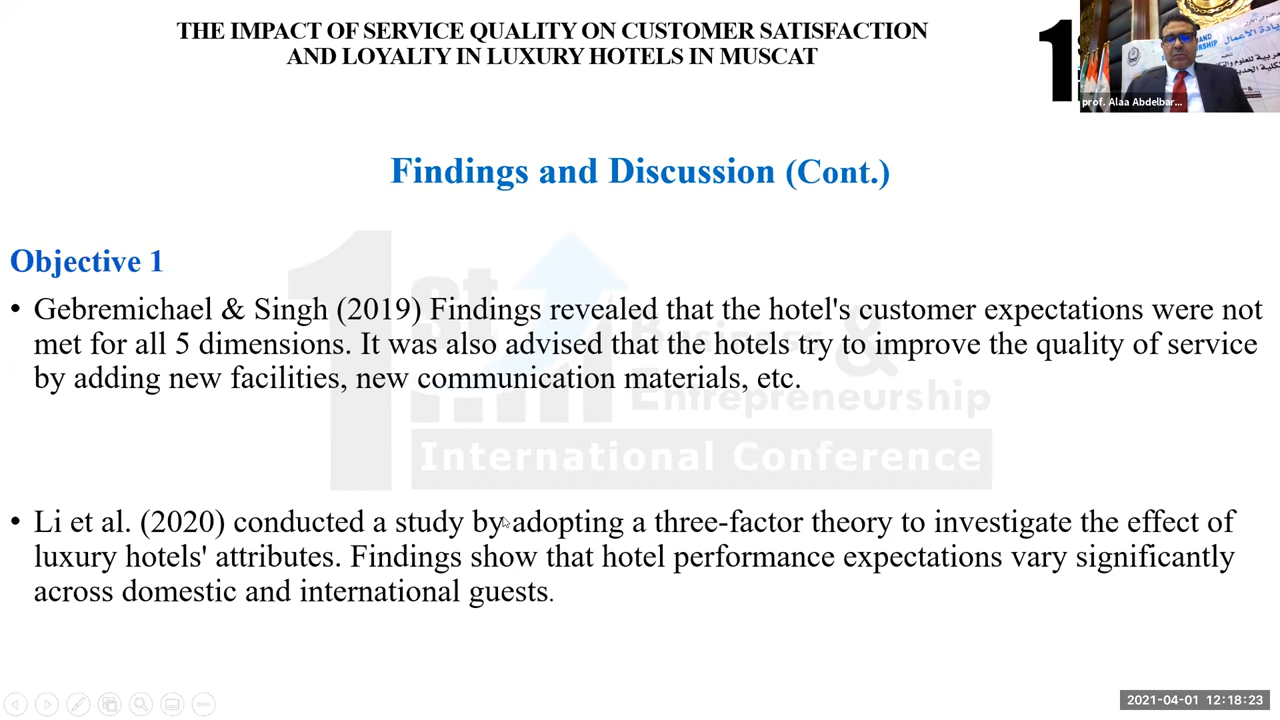 THE IMPACT OF SERVICE QUALITY ON CUSTOMER SATISFACTION
AND LOYALTY IN LUXURY HOTELS IN MUSCAT
prof. Alaa Abdelbar...
Findings and Discussion (Cont.)
Objective 1
• Gebremichael & Singh (2019) Findings revealed that the hotel's customer expectations were not
met for all 5 dimensions. It was also advised that the hotels try to improve the quality of service
by adding new facilities, new communication materials, etc.
• Li et al. (2020) conducted a study by adopting a three-factor theory to investigate the effect of
luxury hotels' attributes. Findings show that hotel performance expectations vary significantly
across domestic and international guests.
1st
Business &
Entrepreneurship
International Conference
2021-04-01 12:18:23